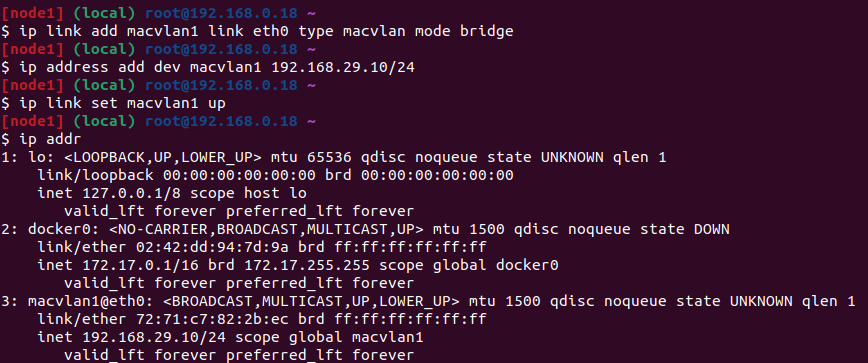 [node1] (local) root@192.168.0.18 ~
$ ip link add macvlan1 link eth0 type macvlan mode bridge
[node1] (local) root@192.168.0.18 ~
$ ip address add dev macvlan1 192.168.29.10/24
[node1] (local) root@192.168.0.18 ~
$ ip link set macvlan1 up
[node1] (local) root@192.168.0.18 ~
$ ip addr
1: lo: <LOOPBACK,UP,LOWER_UP> mtu 65536 qdisc noqueue state UNKNOWN qlen 1
    link/loopback 00:00:00:00:00:00 brd 00:00:00:00:00:00
    inet 127.0.0.1/8 scope host lo
       valid_lft forever preferred_lft forever
2: docker0: <NO-CARRIER,BROADCAST,MULTICAST,UP> mtu 1500 qdisc noqueue state DOWN
    link/ether 02:42:dd:94:7d:9a brd ff:ff:ff:ff:ff:ff
    inet 172.17.0.1/16 brd 172.17.255.255 scope global docker0
       valid_lft forever preferred_lft forever
3: macvlan1@eth0: <BROADCAST,MULTICAST,UP,LOWER_UP> mtu 1500 qdisc noqueue state UNKNOWN qlen 1
    link/ether 72:71:c7:82:2b:ec brd ff:ff:ff:ff:ff:ff
    inet 192.168.29.10/24 scope global macvlan1
       valid_lft forever preferred_lft forever